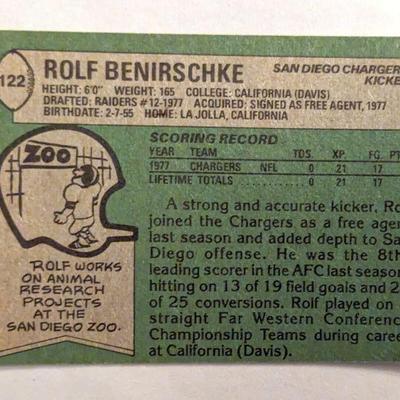 122
ROLF BENIRSCHKE
SAN DIEGO CHARGER
KICKE
HEIGHT: 6'0" WEIGHT: 165 COLLEGE: CALIFORNIA (DAVIS)
DRAFTED: RAIDERS #12-1977 ACQUIRED: SIGNED AS FREE AGENT, 1977
BIRTHDATE: 2-7-55 HOME: LA JOLLA, CALIFORNIA
SCORING RECORD
YEAR TEAM TDS. XP. FG. PT
1977 CHARGERS NFL 0 21 17
LIFETIME TOTALS 0 21 17
ZOO
ROLF WORKS
ON ANIMAL
RESEARCH
PROJECTS
AT THE
SAN DIEGO ZOO.
A strong and accurate kicker, Ro
joined the Chargers as a free age
last season and added depth to Sa
Diego offense. He was the 8th
leading scorer in the AFC last season
hitting on 13 of 19 field goals and 2
of 25 conversions. Rolf played on
straight Far Western Conferenc
Championship Teams during caree
at California (Davis).